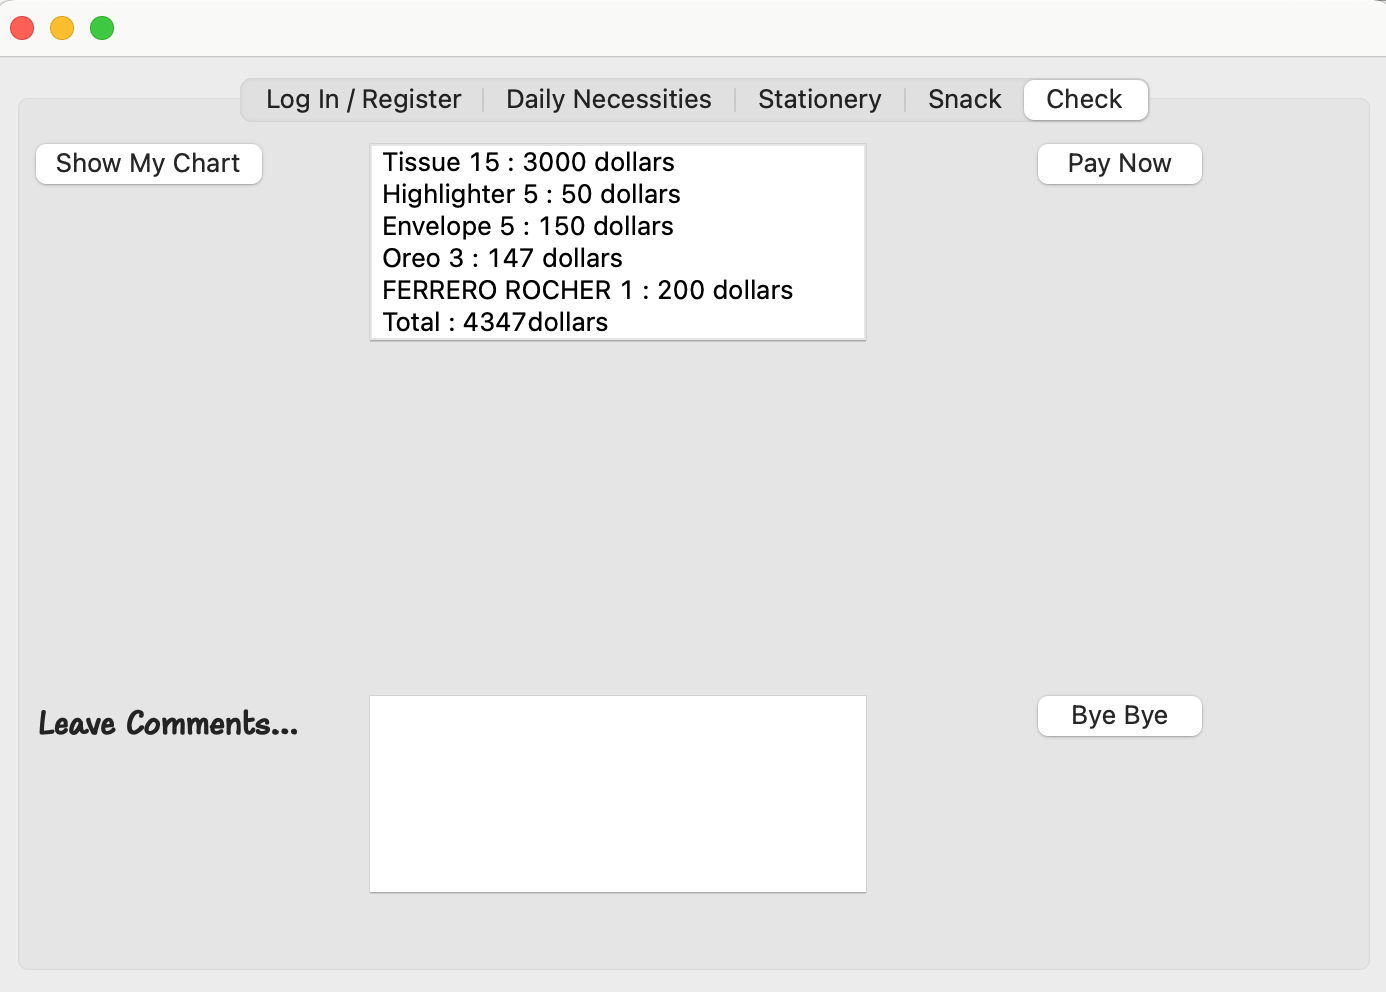 Log In / Register
Daily Necessities
Stationery
Snack
Check
Show My Chart
Tissue 15 : 3000 dollars
Highlighter 5 : 50 dollars
Envelope 5 : 150 dollars
Oreo 3 : 147 dollars
FERRERO ROCHER 1 : 200 dollars
Total : 4347dollars
Pay Now
Leave Comments...
Bye Bye